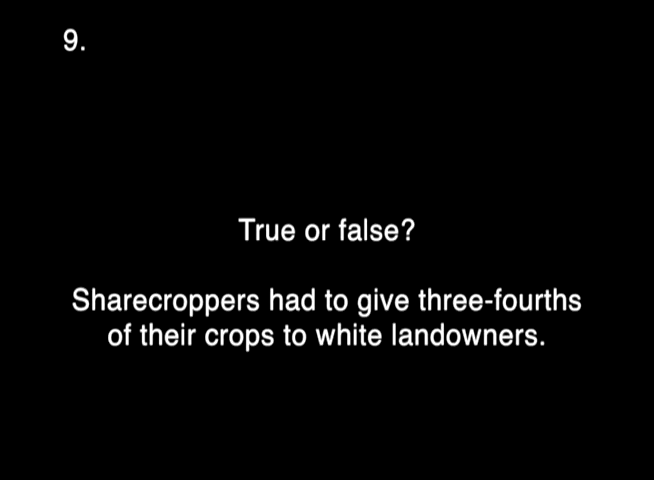 9.
True or false?
Sharecroppers had to give three-fourths
of their crops to white landowners.